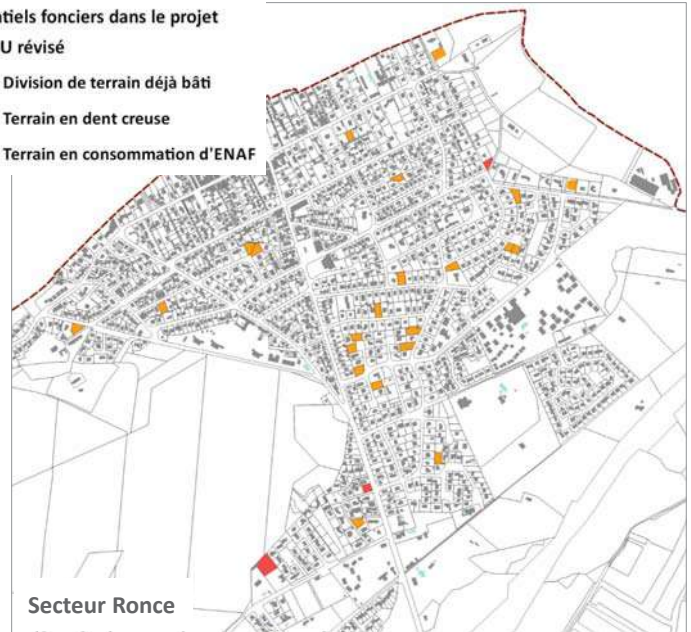 tiels fonciers dans le projet
U révisé
Division de terrain déjà bâti
Terrain en dent creuse
Terrain en consommation d'ENAF
Secteur Ronce